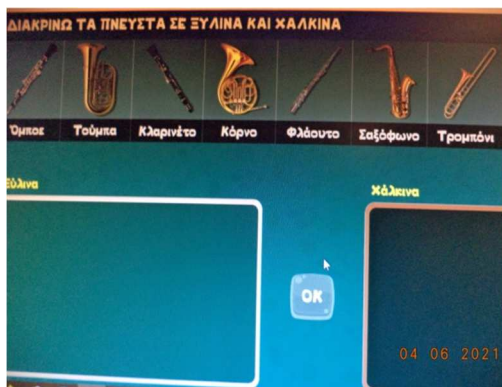 ΔΙΑΚΡΙΝΩ ΤΑ ΠΝΕΥΣΤΑ ΣΕ ΞΥΛΙΝΑ ΚΑΙ ΧΑΛΚΙΝΑ
Όμποε Τούμπα Κλαρινέτο Κόρνο Φλάουτο Σαξόφωνο Τρομπόνι
Ξύλινα Χάλκινα
OK
04 06 2021